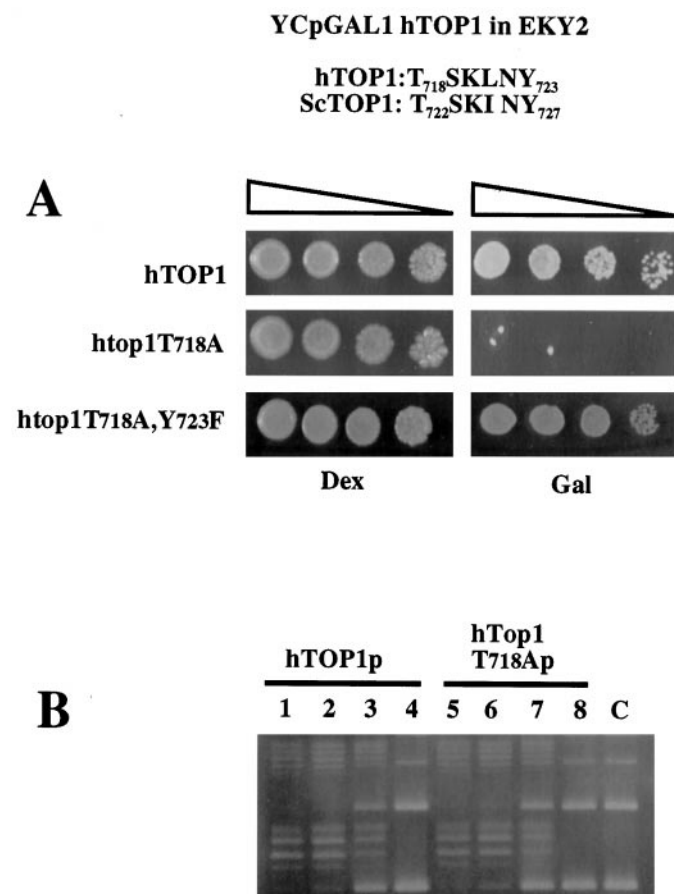 YCpGAL1 hTOP1 in EKY2
hTOP1:T718SKLNY723
ScTOP1: T722SKI NY727
A
hTOP1
htop1T718A
htop1T718A,Y723F
Dex
Gal
B
hTOP1p
hTop1
T718Ap
1 2 3 4 5 6 7 8 C